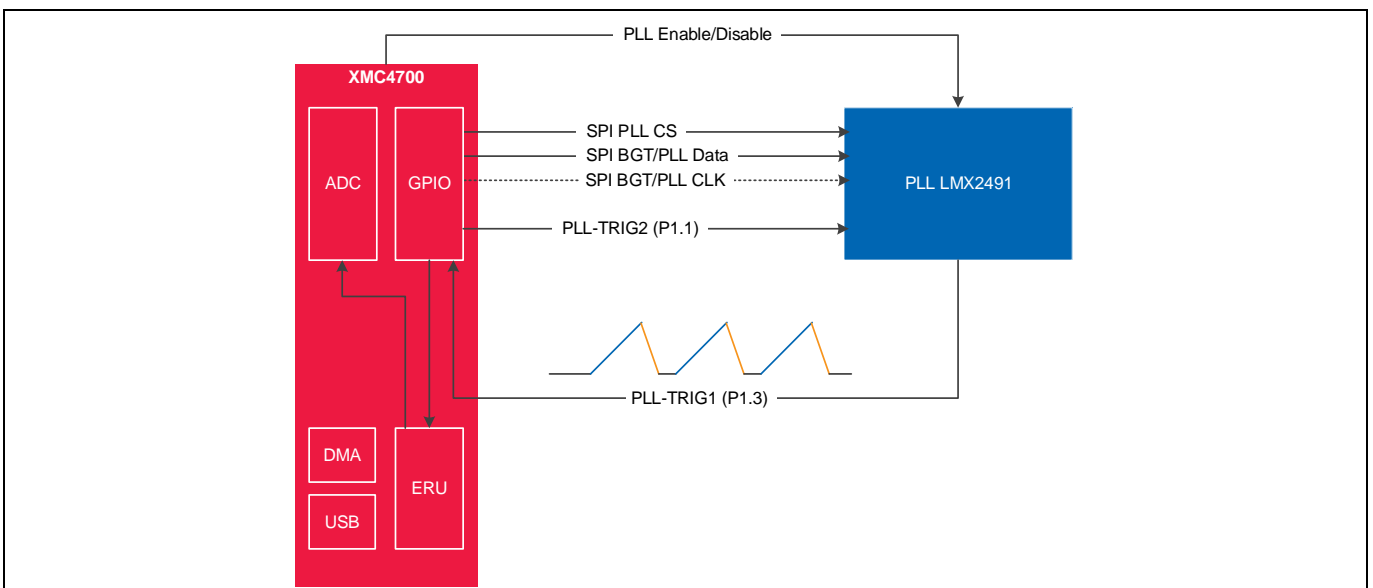 PLL Enable/Disable
XMC4700
SPI PLL CS
SPI BGT/PLL Data
SPI BGT/PLL CLK
ADC
GPIO
PLL LMX2491
PLL-TRIG2 (P1.1)
PLL-TRIG1 (P1.3)
DMA
ERU
USB